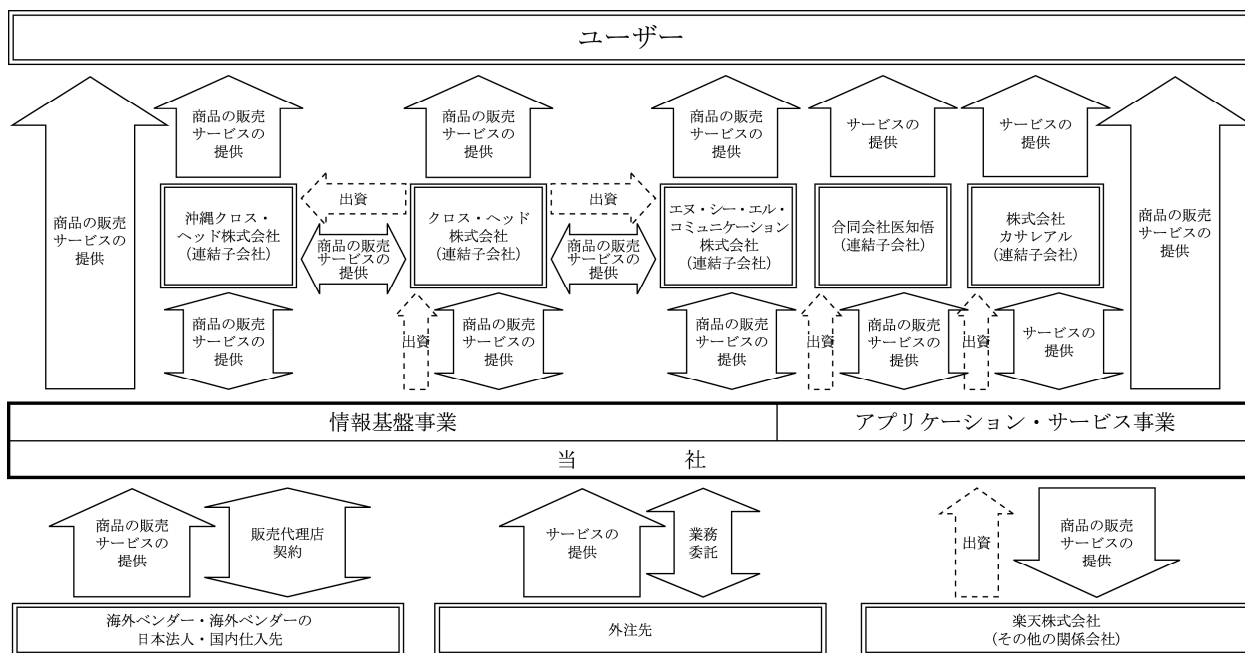 ユーザー
商品の販売
サービスの
提供
商品の販売
サービスの
提供
商品の販売
サービスの
提供
商品の販売
サービスの
提供
サービスの
提供
サービスの
提供
商品の販売
サービスの
提供
沖縄クロス・
ヘッド株式会社
(連結子会社)
出資
商品の販売
サービスの
提供
クロス・ヘッド
株式会社
(連結子会社)
出資
商品の販売
サービスの
提供
エヌ・シー・エル・
コミュニケーション
株式会社
(連結子会社)
合同会社医知悟
(連結子会社)
株式会社
カサレアル
(連結子会社)
商品の販売
サービスの
提供
出資
商品の販売
サービスの
提供
商品の販売
サービスの
提供
出資
商品の販売
サービスの
提供
出資
サービスの
提供
情報基盤事業
アプリケーション・サービス事業
当 社
商品の販売
サービスの
提供
販売代理店
契約
サービスの
提供
業務
委託
出資
商品の販売
サービスの
提供
海外ベンダー・海外ベンダーの
日本法人・国内仕入先
外注先
楽天株式会社
(その他の関係会社)